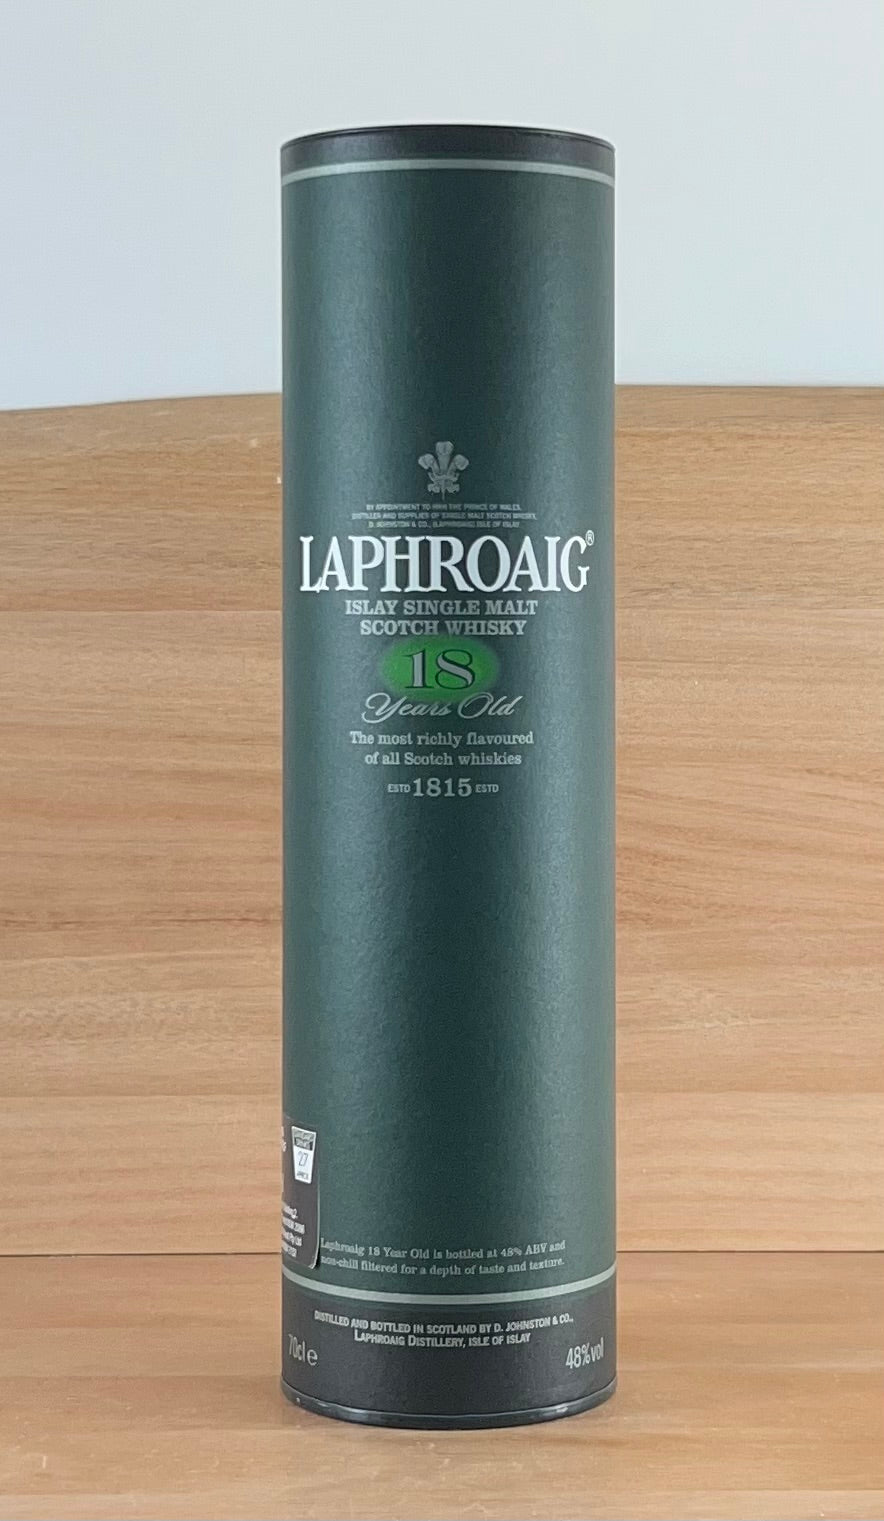 BY APPOINTMENT TO HRH THE PRINCE OF WALES,
DISTILLER AND SUPPLIER OF SINGLE MALT SCOTCH WHISKY,
D. JOHNSTON & CO., (LAPHROAIG) ISLE OF ISLAY
LAPHROAIG®
ISLAY SINGLE MALT
SCOTCH WHISKY
18
Years Old
The most richly flavoured
of all Scotch whiskies
ESTD 1815 ESTD
27
Pty Ltd
Laphroaig 18 Year Old is bottled at 48% ABV and
non-chill filtered for a depth of taste and texture.
DISTILLED AND BOTTLED IN SCOTLAND BY D. JOHNSTON & CO.,
LAPHROAIG DISTILLERY, ISLE OF ISLAY
70cl e
48%vol